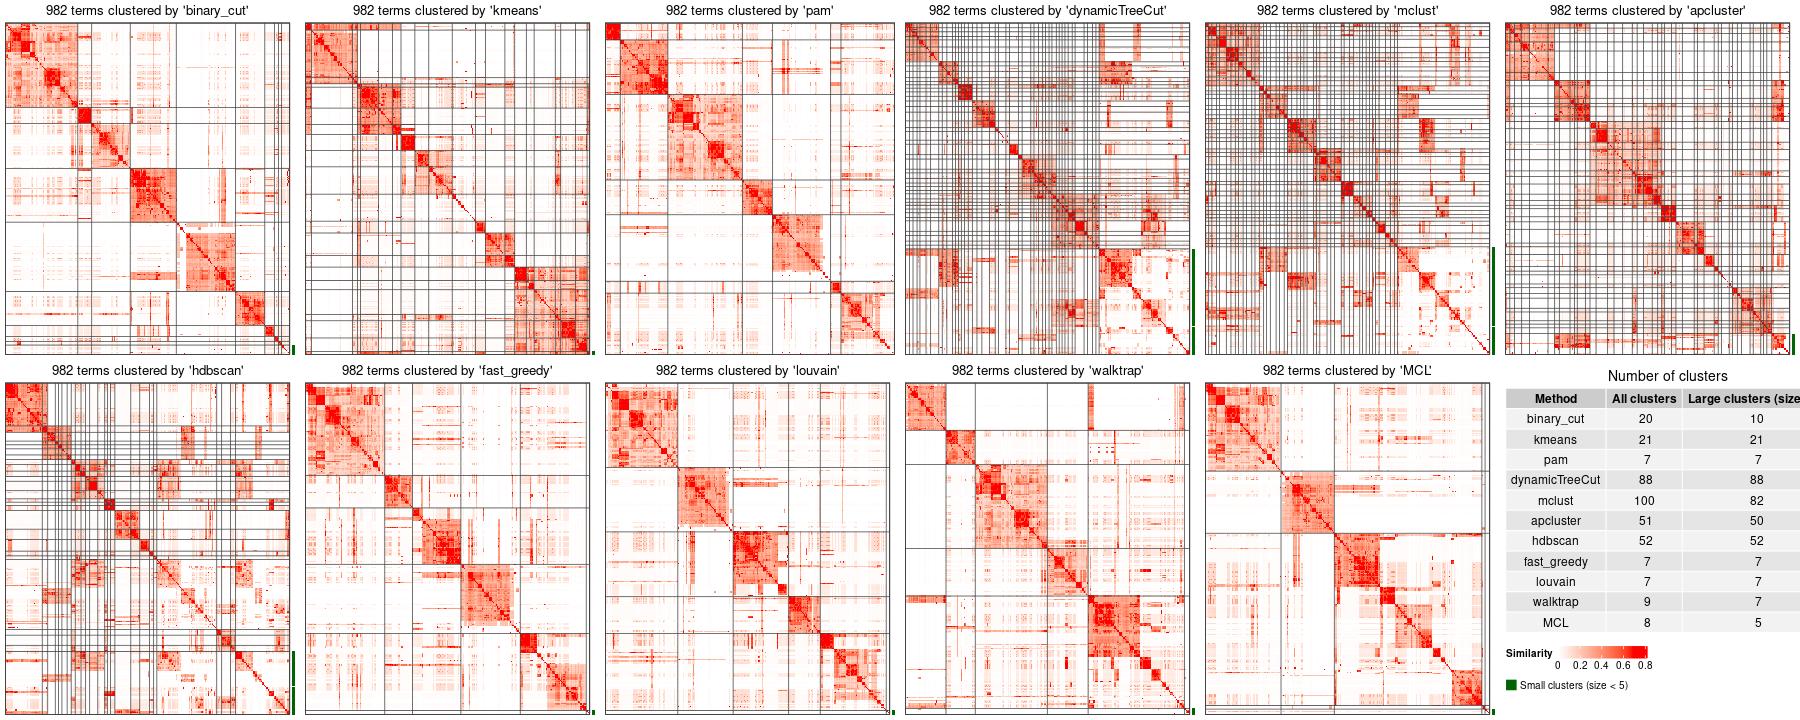 982 terms clustered by 'binary_cut'
982 terms clustered by 'kmeans'
982 terms clustered by 'pam'
982 terms clustered by 'dynamicTreeCut'
982 terms clustered by 'mclust'
982 terms clustered by 'apcluster'
982 terms clustered by 'hdbscan'
982 terms clustered by 'fast_greedy'
982 terms clustered by 'louvain'
982 terms clustered by 'walktrap'
982 terms clustered by 'MCL'
Number of clusters
Method All clusters Large clusters (size
binary_cut 20 10
kmeans 21 21
pam 7 7
dynamicTreeCut 88 88
mclust 100 82
apcluster 51 50
hdbscan 52 52
fast_greedy 7 7
louvain 7 7
walktrap 9 7
MCL 8 5
Similarity
0 0.2 0.4 0.6 0.8
Small clusters (size < 5)